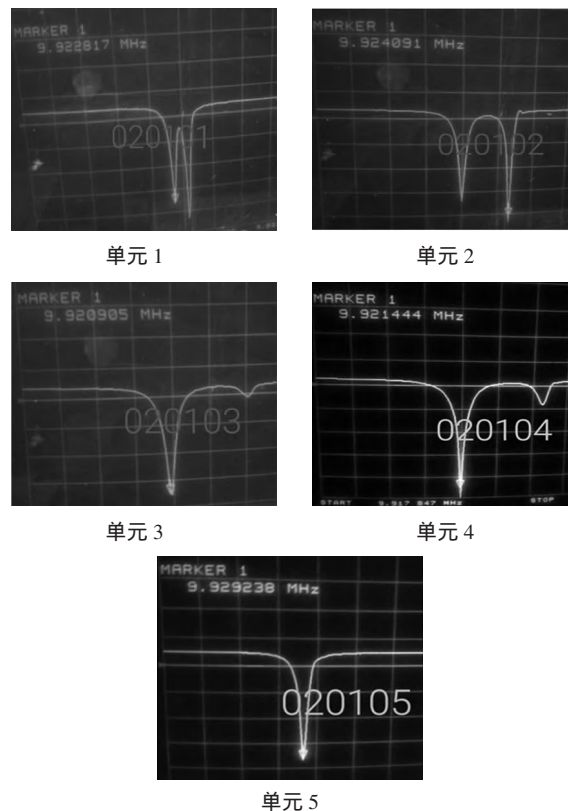 MARKER 1
9.922817 MHz
020101
单元 1
MARKER 1
9.924091 MHz
020102
单元 2
MARKER 1
9.920905 MHz
020103
单元 3
MARKER 1
9.921444 MHz
020104
START 9.917 847 MHz STOP
单元 4
MARKER 1
9.929238 MHz
020105
单元 5